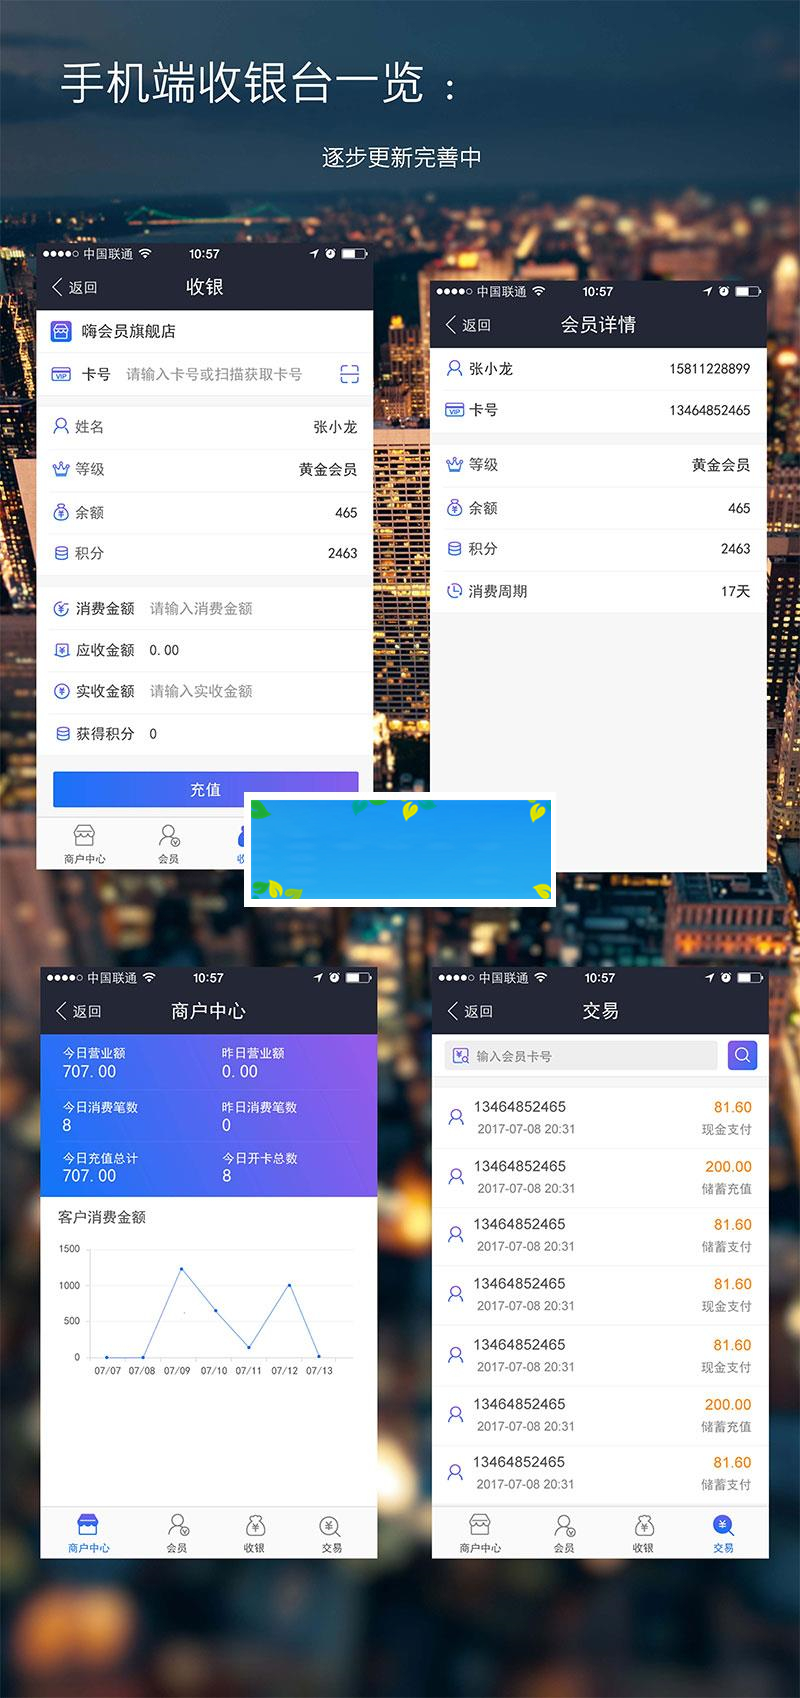 手机端收银台一览：
逐步更新完善中
中国联通 10:57
返回 收银
嗨会员旗舰店
卡号 请输入卡号或扫描获取卡号
VIP
姓名 张小龙
等级 黄金会员
余额 465
积分 2463
消费金额 请输入消费金额
应收金额 0.00
实收金额 请输入实收金额
获得积分 0
充值
商户中心 会员
中国联通 10:57
返回 会员详情
张小龙 15811228899
VIP 卡号 13464852465
等级 黄金会员
余额 465
积分 2463
消费周期 17天
中国联通 10:57
返回 商户中心
今日营业额 昨日营业额
707.00 0.00
今日消费笔数 昨日消费笔数
8 0
今日充值总计 今日开卡总数
707.00 8
客户消费金额
1500
1000
500
0
07/07 07/08 07/09 07/10 07/11 07/12 07/13
商户中心 会员 收银 交易
中国联通 10:57
返回 交易
输入会员卡号
13464852465 81.60
2017-07-08 20:31 现金支付
13464852465 200.00
2017-07-08 20:31 储蓄充值
13464852465 81.60
2017-07-08 20:31 储蓄支付
13464852465 81.60
2017-07-08 20:31 现金支付
13464852465 81.60
2017-07-08 20:31 现金支付
13464852465 200.00
2017-07-08 20:31 储蓄充值
13464852465 81.60
2017-07-08 20:31 储蓄支付
商户中心 会员 收银 交易